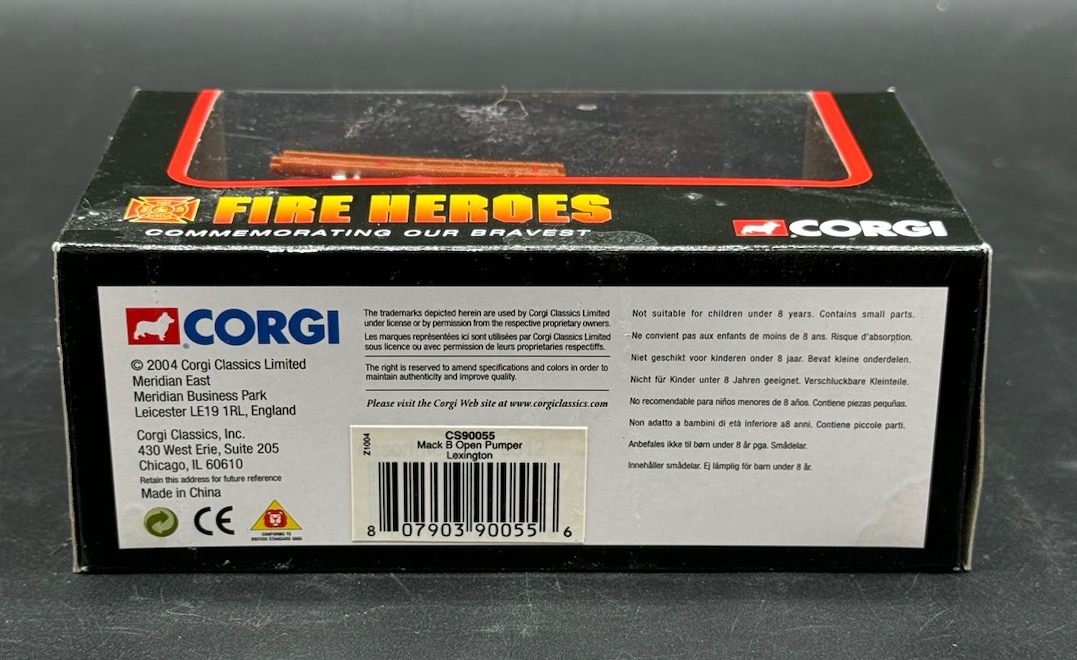 FIRE HEROES
COMMEMORATING OUR BRAVEST
CORGI
CORGI
© 2004 Corgi Classics Limited
Meridian East
Meridian Business Park
Leicester LE19 1RL, England
Corgi Classics, Inc.
430 West Erie, Suite 205
Chicago, IL 60610
Retain this address for future reference
Made in China
CE
CONFORMS TO
The trademarks depicted herein are used by Corgi Classics Limited
under license or by permission from the respective proprietary owners.
Les marques représentées ici sont utilisées par Corgi Classics Limited
sous licence ou avec permission de leurs proprietaries respectiffs.
The right is reserved to amend specifications and colors in order to
maintain authenticity and improve quality.
Please visit the Corgi Web site at www.corgiclassics.com
Z1004
CS90055
Mack B Open Pumper
Lexington
8 07903 90055 6
Not suitable for children under 8 years. Contains small parts.
Ne convient pas aux enfants de moins de 8 ans. Risque d'absorption.
Niet geschikt voor kinderen onder 8 jaar. Bevat kleine onderdelen.
Nicht für Kinder unter 8 Jahren geeignet. Verschluckbare Kleinteile.
No recomendable para niños menores de 8 años. Contiene piezas pequñas.
Non adatto a bambini di età inferiore a8 anni. Contiene piccole parti.
Anbefales ikke til børn under 8 år pga. Smådelar.
Innehåller smådelar. Ej lämplig för barn under 8 år.